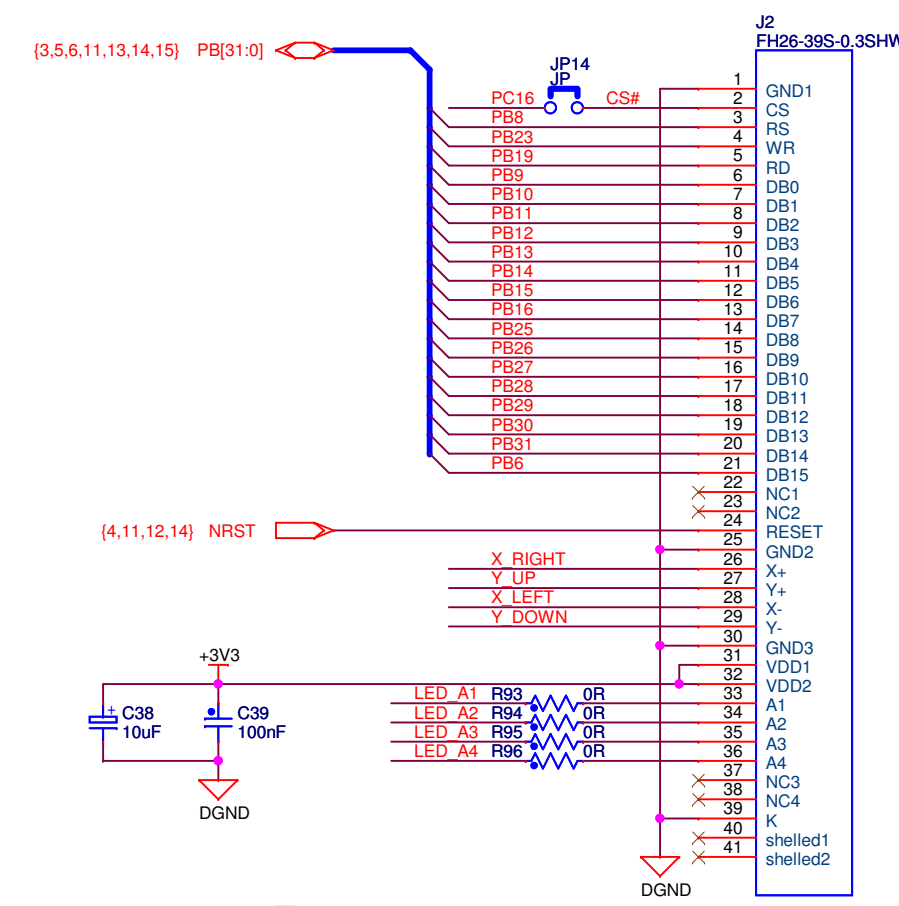 J2
FH26-39S-0.3SHW
{3,5,6,11,13,14,15} PB[31:0]
JP14
JP
1 GND1
PC16 CS# 2 CS
PB8 3 RS
PB23 4 WR
PB19 5 RD
PB9 6 DB0
PB10 7 DB1
PB11 8 DB2
PB12 9 DB3
PB13 10 DB4
PB14 11 DB5
PB15 12 DB6
PB16 13 DB7
PB25 14 DB8
PB26 15 DB9
PB27 16 DB10
PB28 17 DB11
PB29 18 DB12
PB30 19 DB13
PB31 20 DB14
PB6 21 DB15
22 NC1
23 NC2
{4,11,12,14} NRST 24 RESET
25 GND2
X_RIGHT 26 X+
Y_UP 27 Y+
X_LEFT 28 X-
Y_DOWN 29 Y-
30 GND3
+3V3 31 VDD1
32 VDD2
LED_A1 R93 0R 33 A1
+ C38 C39 LED_A2 R94 0R 34 A2
10uF 100nF LED_A3 R95 0R 35 A3
LED_A4 R96 0R 36 A4
37 NC3
38 NC4
DGND 39 K
40 shelled1
41 shelled2
DGND